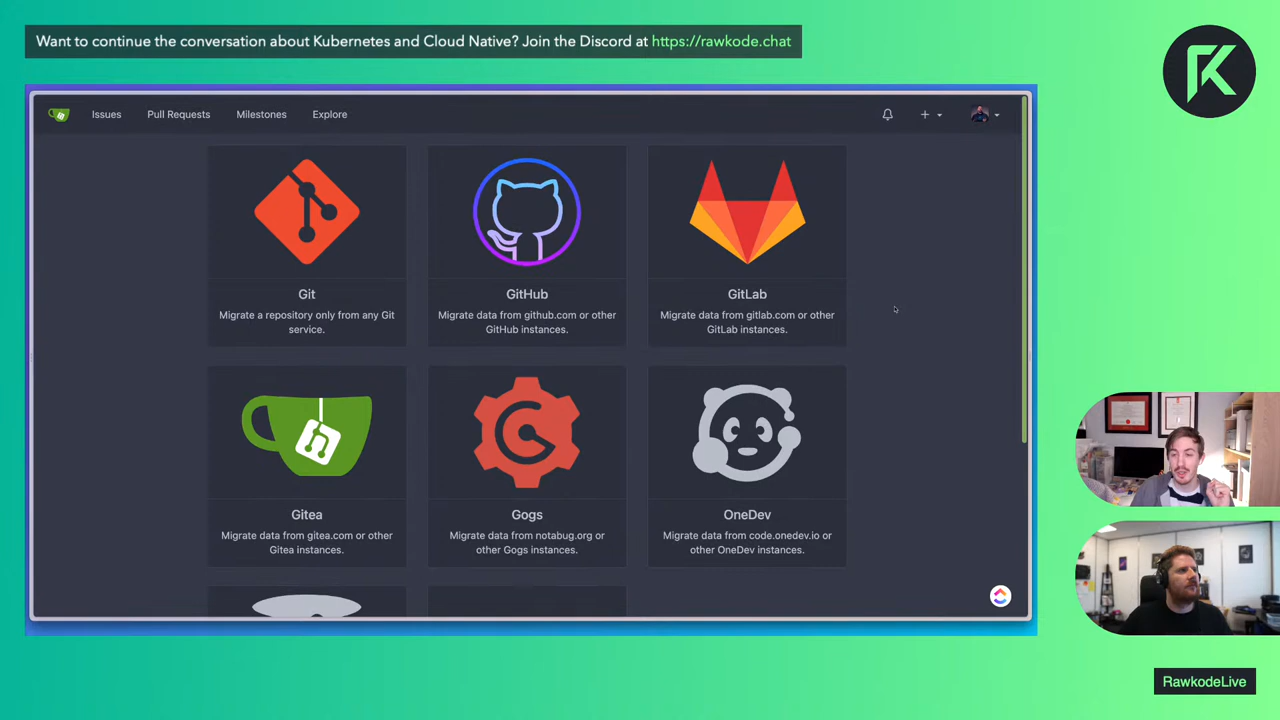 Want to continue the conversation about Kubernetes and Cloud Native? Join the Discord at https://rawkode.chat
Issues
Pull Requests
Milestones
Explore
Git
Migrate a repository only from any Git
service.
GitHub
Migrate data from github.com or other
GitHub instances.
GitLab
Migrate data from gitlab.com or other
GitLab instances.
Gitea
Migrate data from gitea.com or other
Gitea instances.
Gogs
Migrate data from notabug.org or
other Gogs instances.
OneDev
Migrate data from code.onedev.io or
other OneDev instances.
RawkodeLive